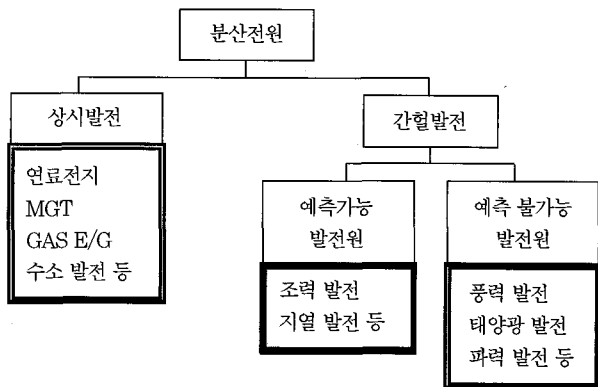 분산전원
상시발전
연료전지
MGT
GAS E/G
수소 발전 등
간헐발전
예측가능
발전원
조력 발전
지열 발전 등
예측 불가능
발전원
풍력 발전
태양광 발전
파력 발전 등